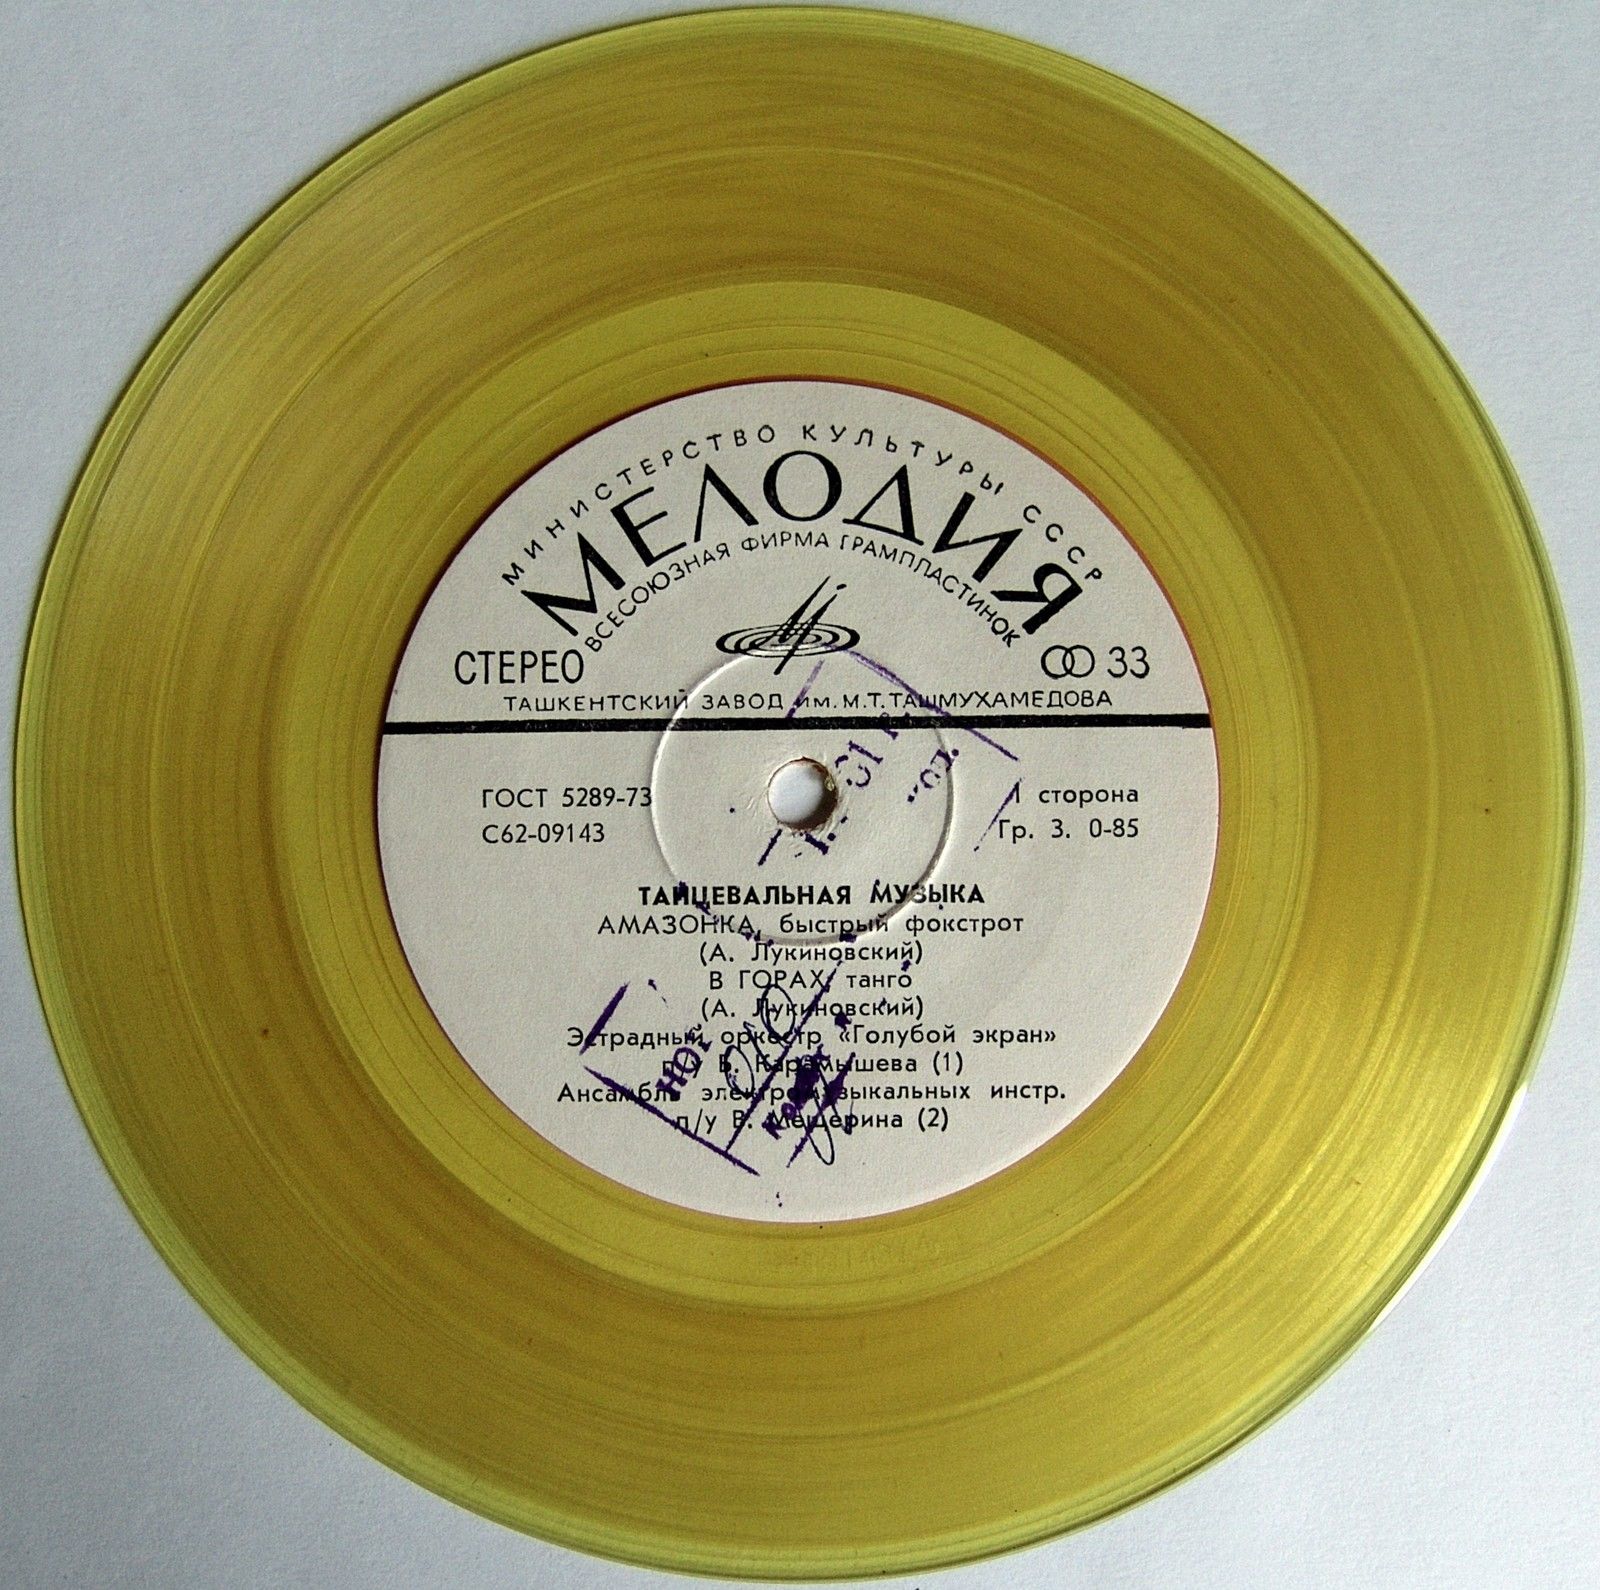 МИНИСТЕРСТВО КУЛЬТУРЫ СССР
МЕЛОДИЯ
ВСЕСОЮЗНАЯ ФИРМА ГРАМПЛАСТИНОК
СТЕРЕО
33
ТАШКЕНТСКИЙ ЗАВОД им. М.Т. ТАШМУХАМЕДОВА
ГОСТ 5289-73
1 сторона
С62-09143
Гр. 3. 0-85
ТАНЦЕВАЛЬНАЯ МУЗЫКА
АМАЗОНКА, быстрый фокстрот
(А. Лукиновский)
В ГОРАХ, танго
(А. Лукиновский)
Эстрадный оркестр «Голубой экран»
п/у Б. Карамышева (1)
Ансамбль электромузыкальных инстр.
п/у В. Мещерина (2)